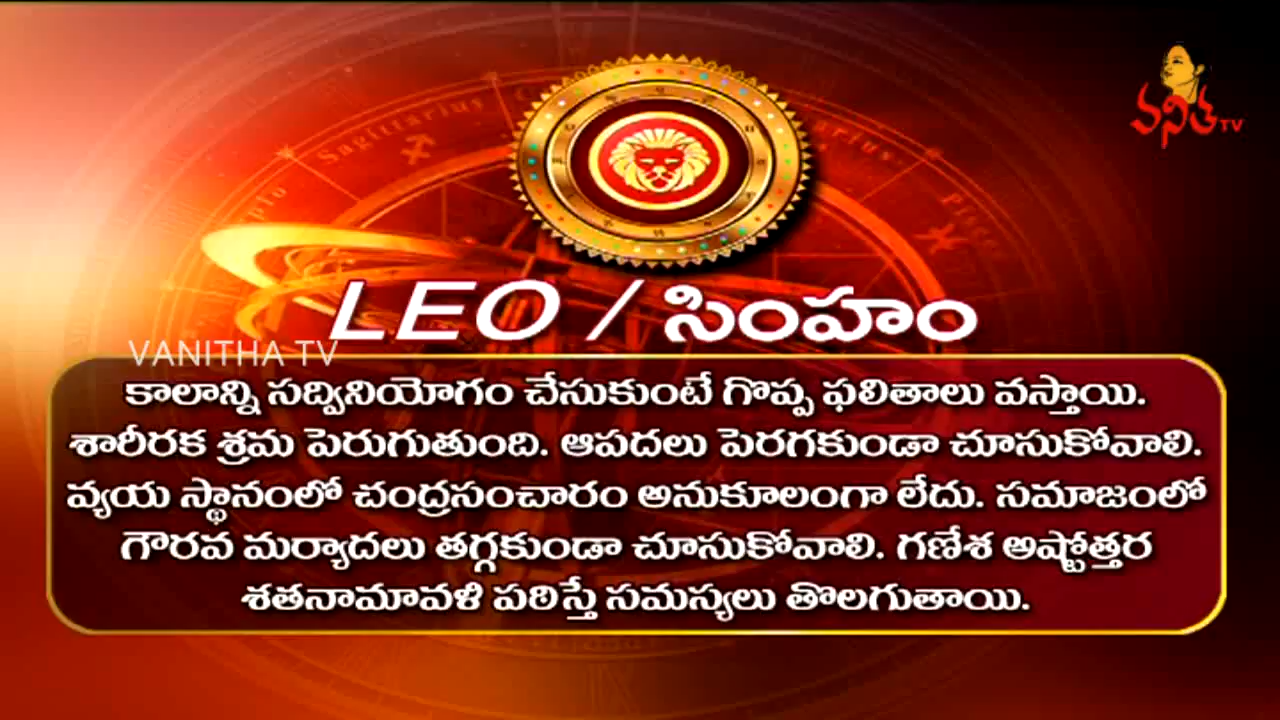 వనిత TV
Sagittarius
LEO / సింహం
VANITHA TV
కాలాన్ని సద్వినియోగం చేసుకుంటే గొప్ప ఫలితాలు వస్తాయి.
శారీరక శ్రమ పెరుగుతుంది. ఆపదలు పెరగకుండా చూసుకోవాలి.
వ్యయ స్థానంలో చంద్రసంచారం అనుకూలంగా లేదు. సమాజంలో
గౌరవ మర్యాదలు తగ్గకుండా చూసుకోవాలి. గణేశ అష్టోత్తర
శతనామావళి పఠిస్తే సమస్యలు తొలగుతాయి.